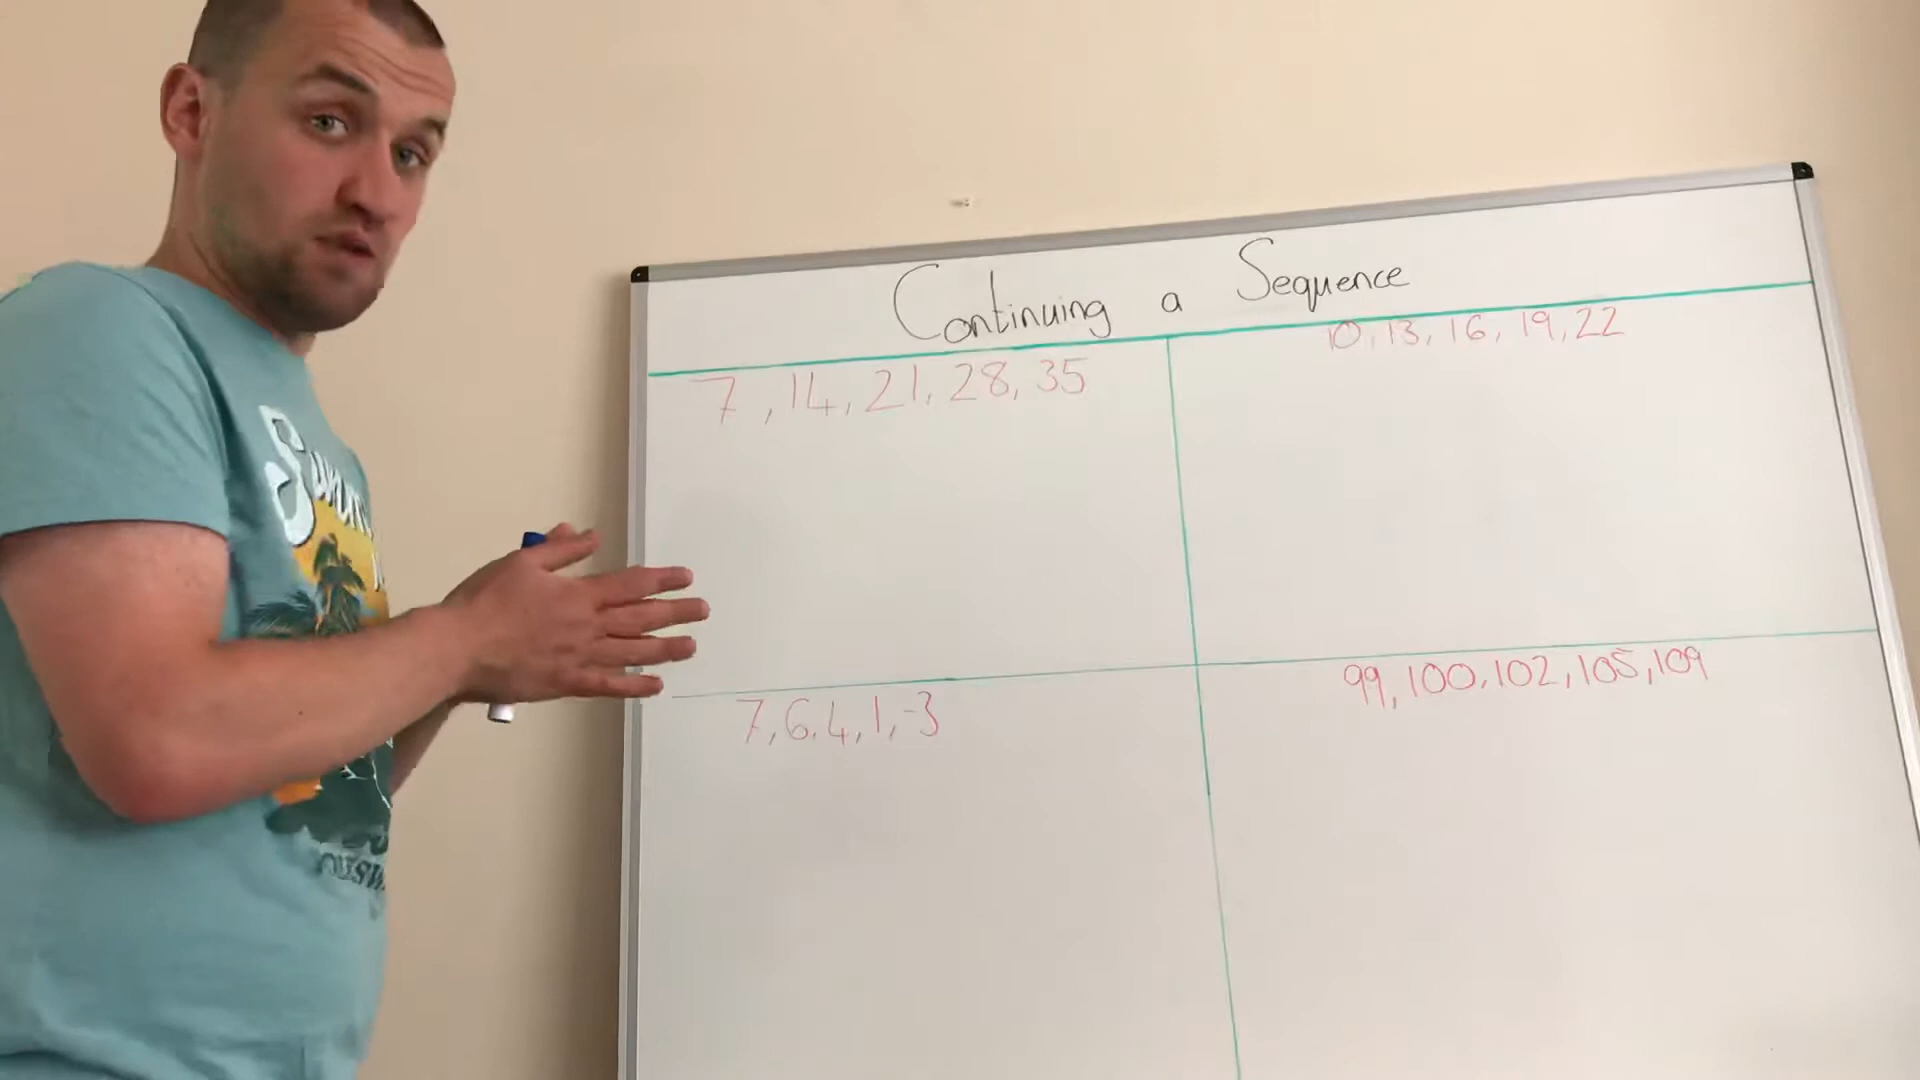 Continuing a Sequence
7, 14, 21, 28, 35
10, 13, 16, 19, 22
7, 6, 4, 1, -3
99, 100, 102, 105, 109